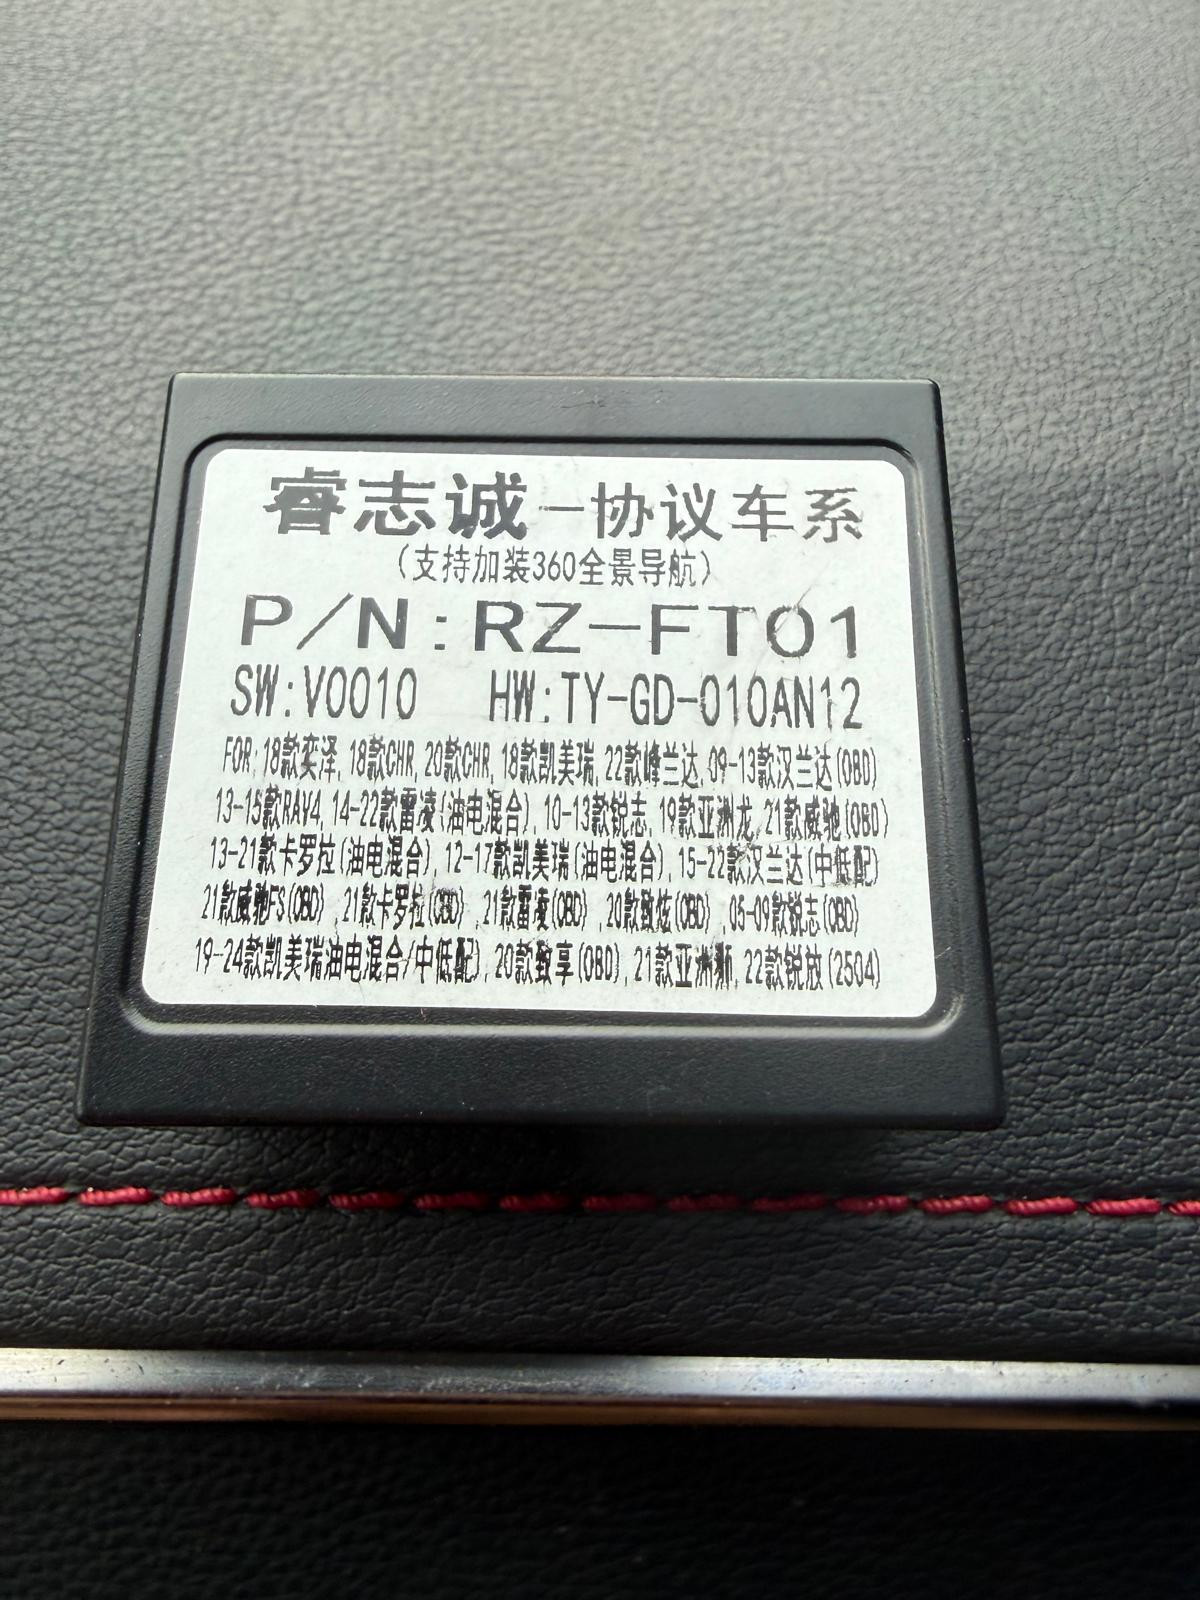 睿志诚-协议车系
(支持加装360全景导航)
P/N:RZ-FT01
SW:V0010 HW:TY-GD-010AN12
FOR:18款奕泽,18款CHR,20款CHR,18款凯美瑞,22款峰兰达,09-13款汉兰达(OBD)
13-15款RAV4,14-22款雷凌(油电混合),10-13款锐志,19款亚洲龙,21款威驰(OBD)
13-21款卡罗拉(油电混合),12-17款凯美瑞(油电混合),15-22款汉兰达(中低配)
21款威驰FS(OBD),21款卡罗拉(OBD),21款雷凌(OBD),20款致炫(OBD),05-09款锐志(OBD)
19-24款凯美瑞油电混合/中低配),20款致享(OBD),21款亚洲狮,22款锐放(2504)